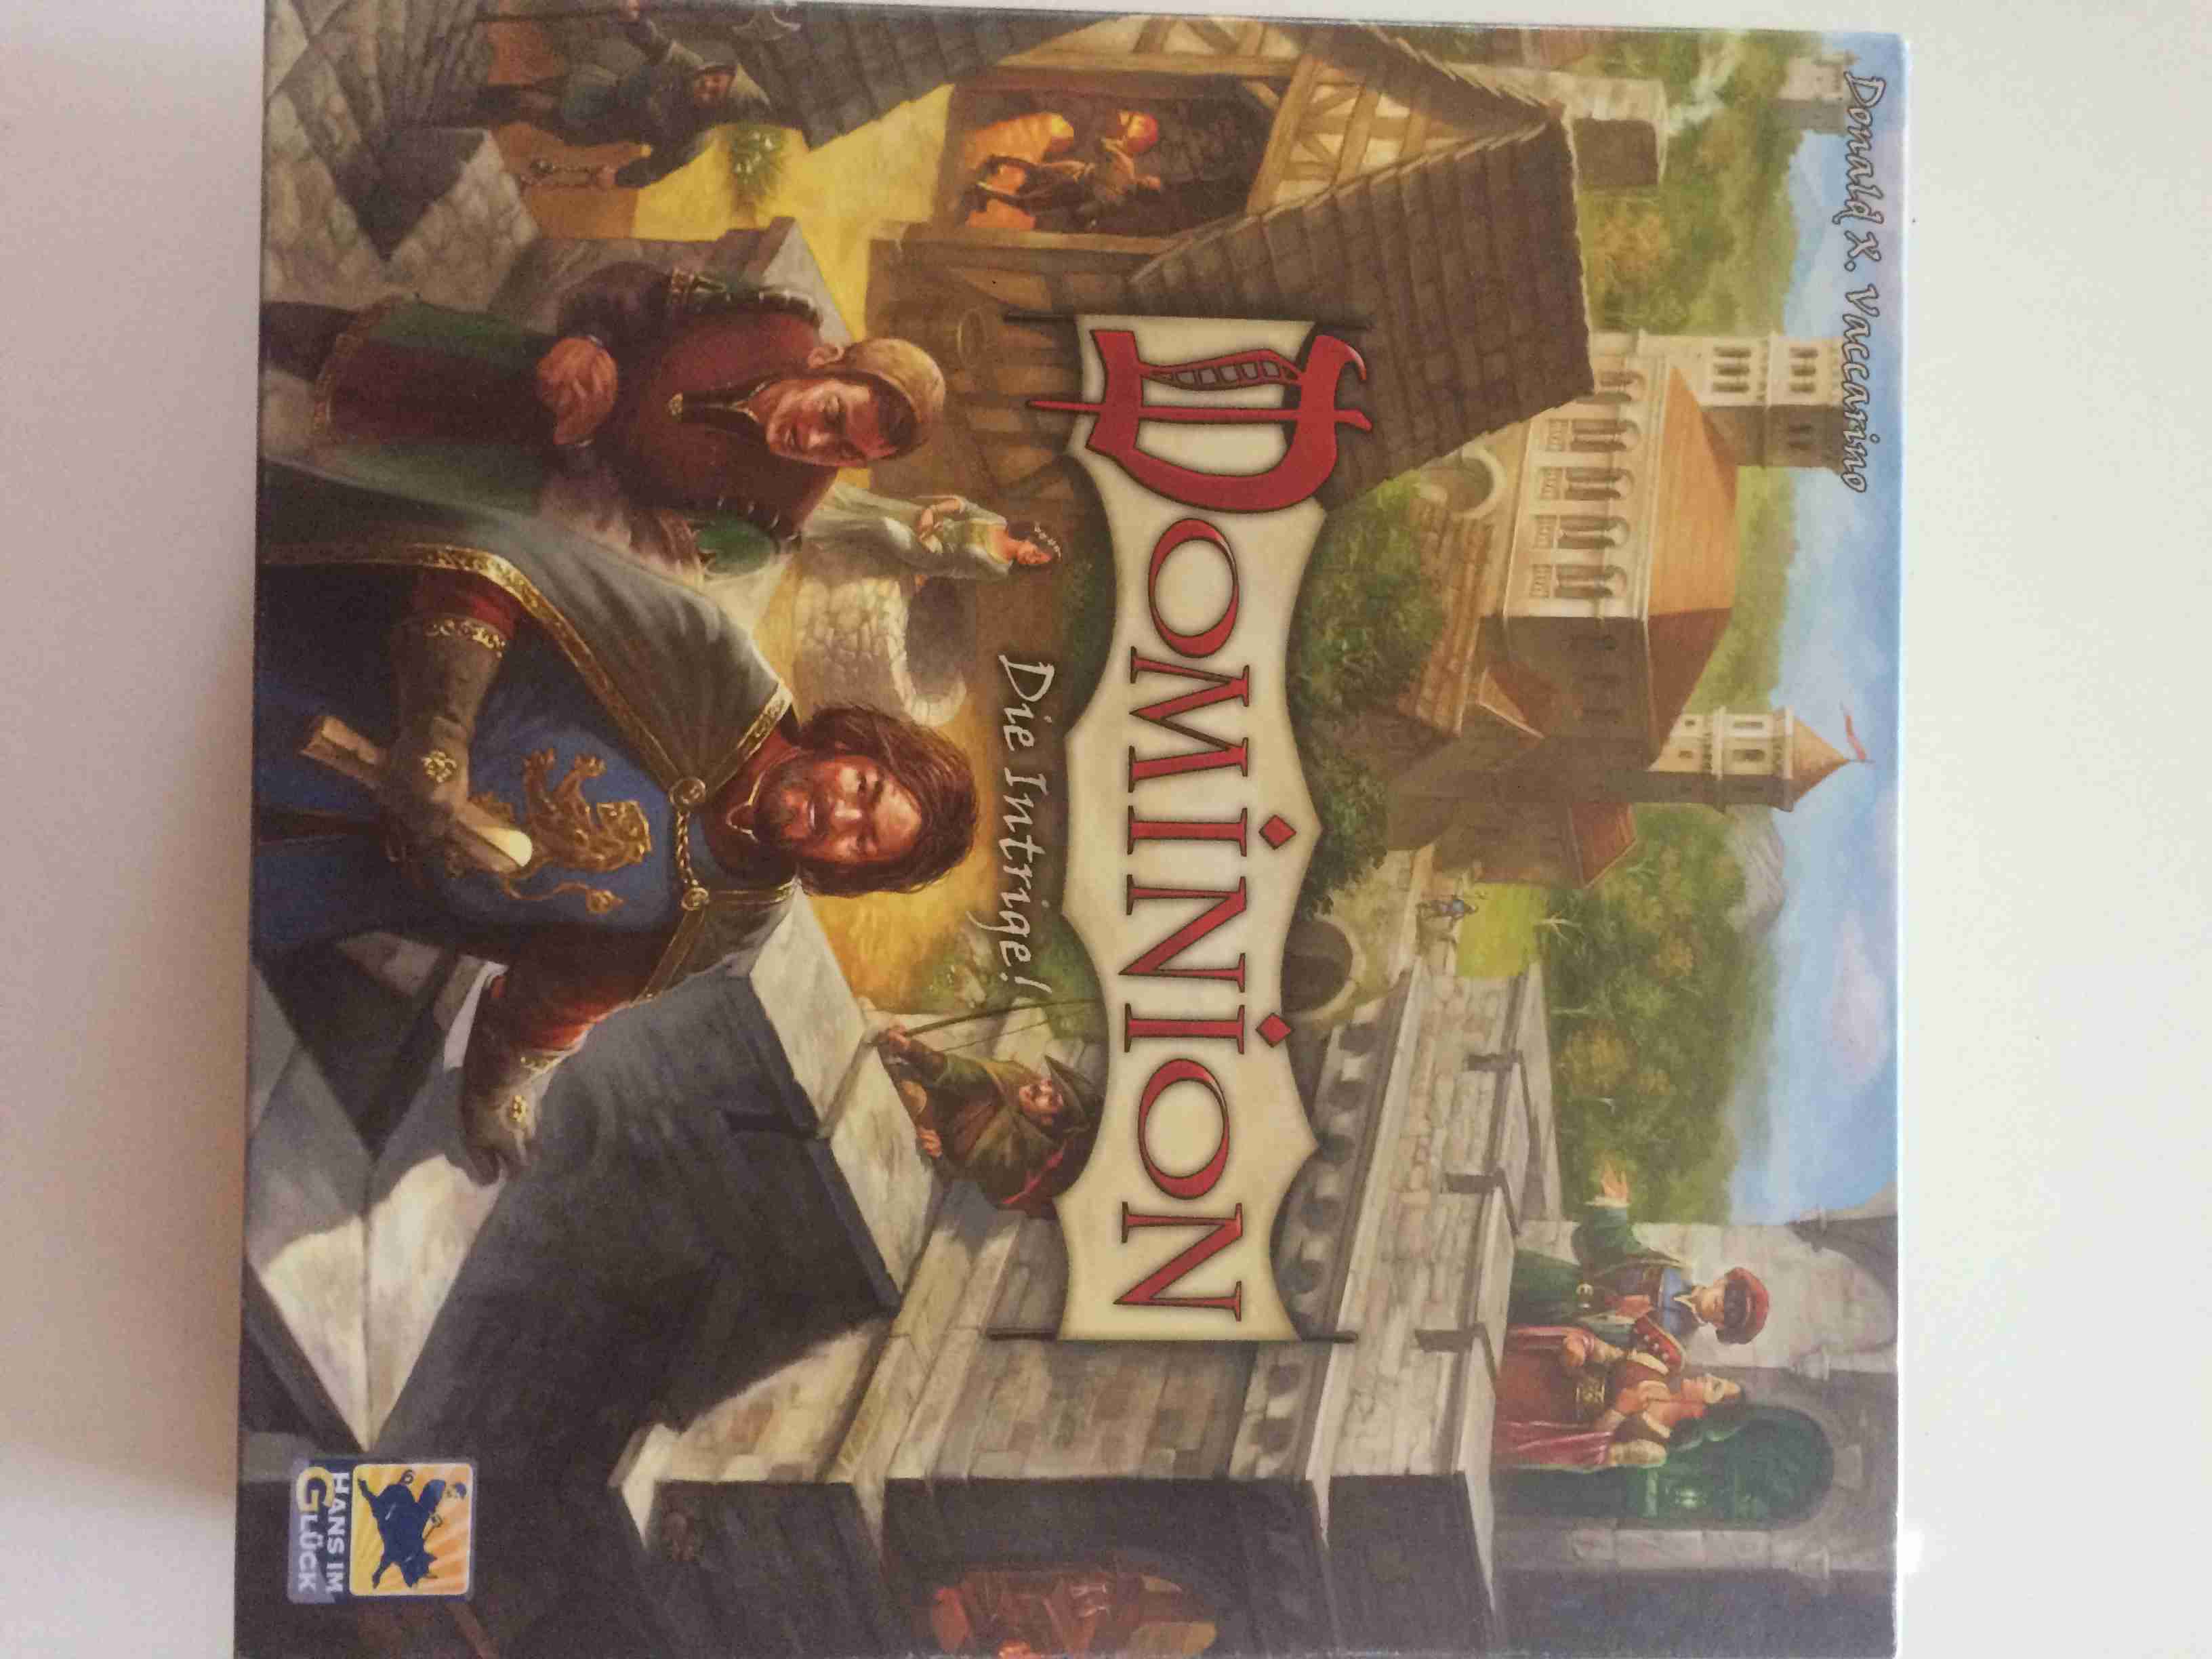 Donald X. Vaccarino
DOMINION
Die Intrige!
HANS IM
GLÜCK